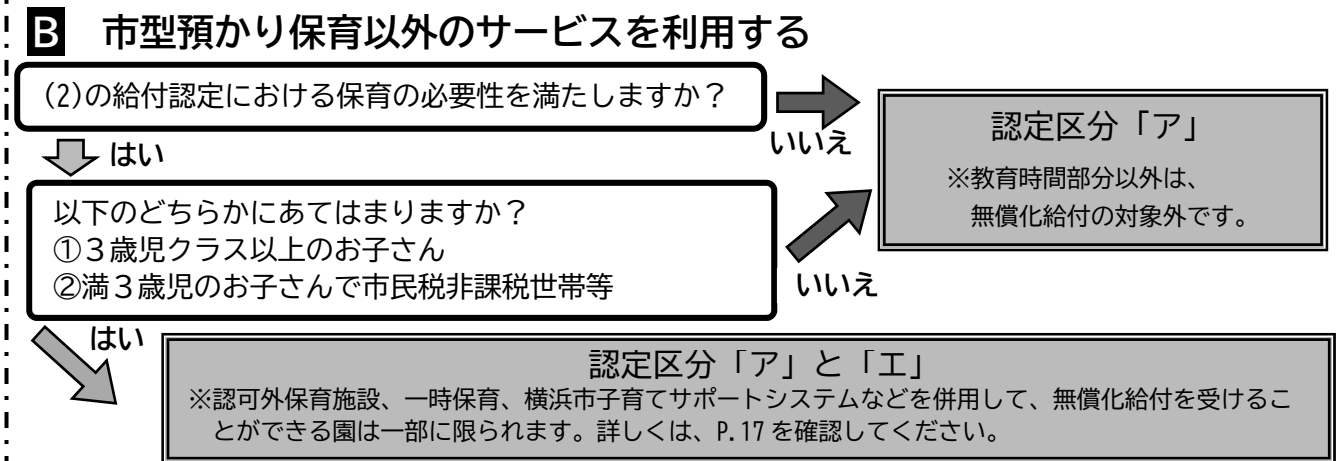 B 市型預かり保育以外のサービスを利用する
(2)の給付認定における保育の必要性を満たしますか？
いいえ
はい
認定区分「ア」
※教育時間部分以外は、
無償化給付の対象外です。
以下のどちらかにあてはまりますか？
①３歳児クラス以上のお子さん
②満３歳児のお子さんで市民税非課税世帯等
いいえ
はい
認定区分「ア」と「エ」
※認可外保育施設、一時保育、横浜市子育てサポートシステムなどを併用して、無償化給付を受けるこ
とができる園は一部に限られます。詳しくは、P.17 を確認してください。